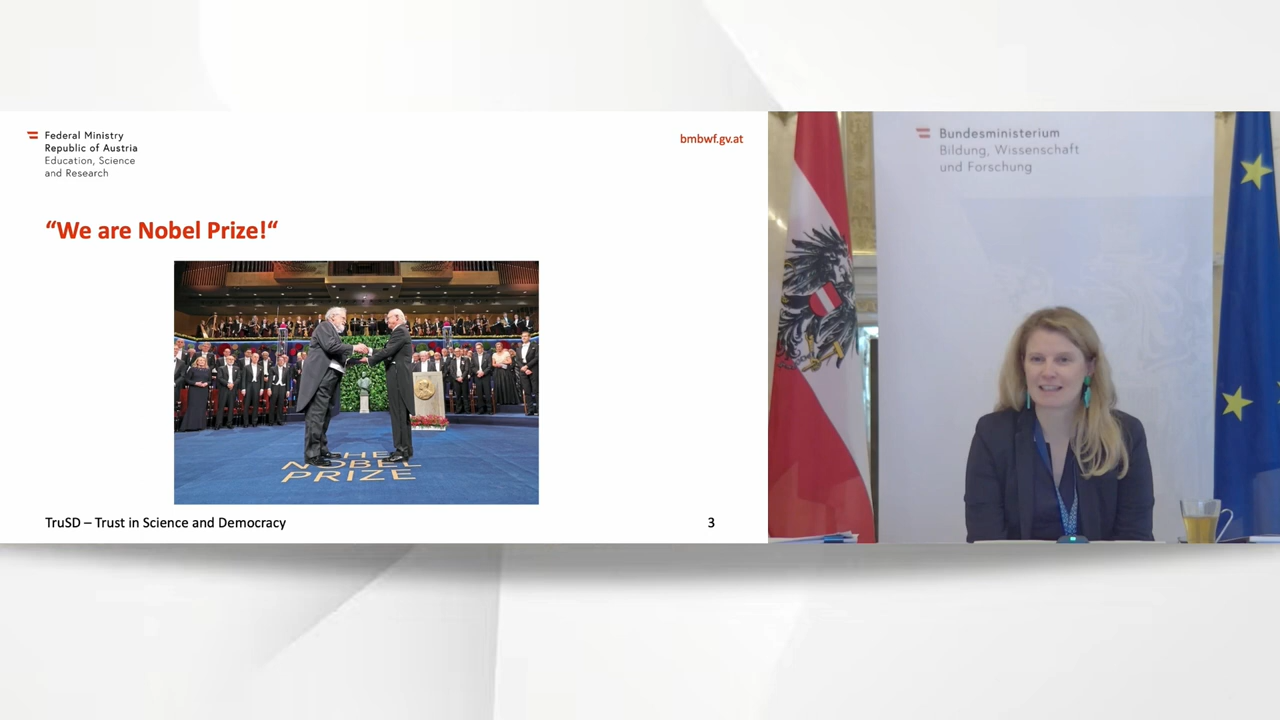 Federal Ministry
Republic of Austria
Education, Science
and Research
bmbwf.gv.at
“We are Nobel Prize!“
THE
NOBEL
PRIZE
TruSD – Trust in Science and Democracy
3
Bundesministerium
Bildung, Wissenschaft
und Forschung